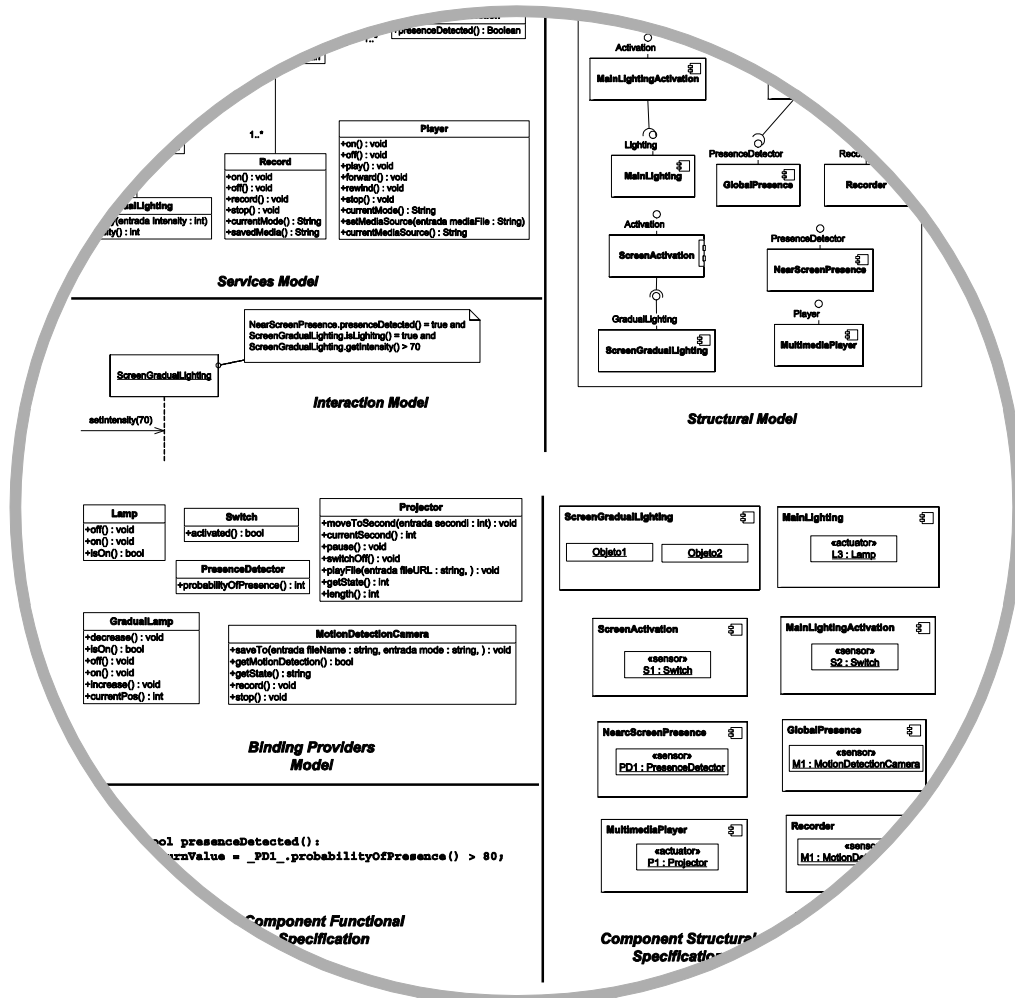 +presenceDetected() : Boolean
1..*
Player
+on() : void
+off() : void
+play() : void
+forward() : void
+rewind() : void
+stop() : void
+currentMode() : String
+setMediaSource(entrada mediaFile : String)
+currentMediaSource() : String
Record
+on() : void
+off() : void
+record() : void
+stop() : void
+currentMode() : String
+savedMedia() : String
(entrada Intensity : int)
: int
Services Model
Activation
MainLightingActivation
Lighting
MainLighting
PresenceDetector
GlobalPresence
Recorder
Activation
ScreenActivation
PresenceDetector
NearScreenPresence
GradualLighting
ScreenGradualLighting
Player
MultimediaPlayer
Structural Model
NearScreenPresence.presenceDetected() = true and
ScreenGradualLighting.isLighitng() = true and
ScreenGradualLighting.getIntensity() > 70
ScreenGradualLighting
setIntensity(70)
Interaction Model
Lamp
+off() : void
+on() : void
+isOn() : bool
Switch
+activated() : bool
PresenceDetector
+probabilityOfPresence() : int
Projector
+moveToSecond(entrada secondi : int) : void
+currentSecond() : int
+pause() : void
+switchOff() : void
+playFile(entrada fileURL : string, ) : void
+getState() : int
+length() : int
GradualLamp
+decrease() : void
+isOn() : bool
+off() : void
+on() : void
+increase() : void
+currentPos() : int
MotionDetectionCamera
+saveTo(entrada fileName : string, entrada mode : string, ) : void
+getMotionDetection() : bool
+getState() : string
+record() : void
+stop() : void
Binding Providers
Model
ScreenGradualLighting
Objeto1
Objeto2
MainLighting
«actuator»
L3 : Lamp
ScreenActivation
«sensor»
S1 : Switch
MainLightingActivation
«sensor»
S2 : Switch
NearcScreenPresence
«sensor»
PD1 : PresenceDetector
GlobalPresence
«sensor»
M1 : MotionDetectionCamera
MultimediaPlayer
«actuator»
P1 : Projector
Recorder
M1 :
presenceDetected():
= _PD1_.probabilityOfPresence() > 80;
Component Functional
Specification
Component Structural
Specification